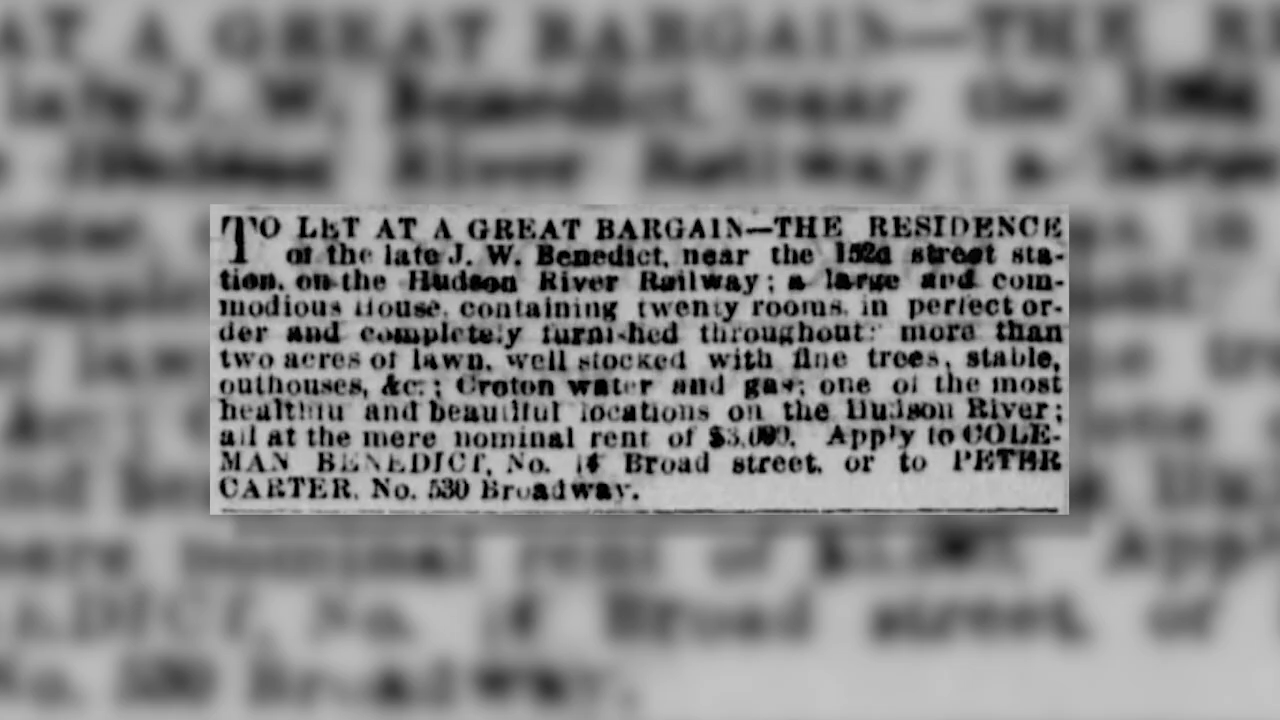 TO LET AT A GREAT BARGAIN—THE RESIDENCE
of the late J. W. Benedict, near the 152d street sta-
tion, on the Hudson River Railway; a large and com-
modious House, containing twenty rooms, in perfect or-
der and completely furnished throughout: more than
two acres of lawn, well stocked with fine trees, stable,
outhouses, &c.; Croton water and gas; one of the most
healthful and beautiful locations on the Hudson River;
all at the mere nominal rent of Apply to COLE-
MAN BENEDICT, No. Broad street, or to PETER
CARTER, No. 530 Broadway.